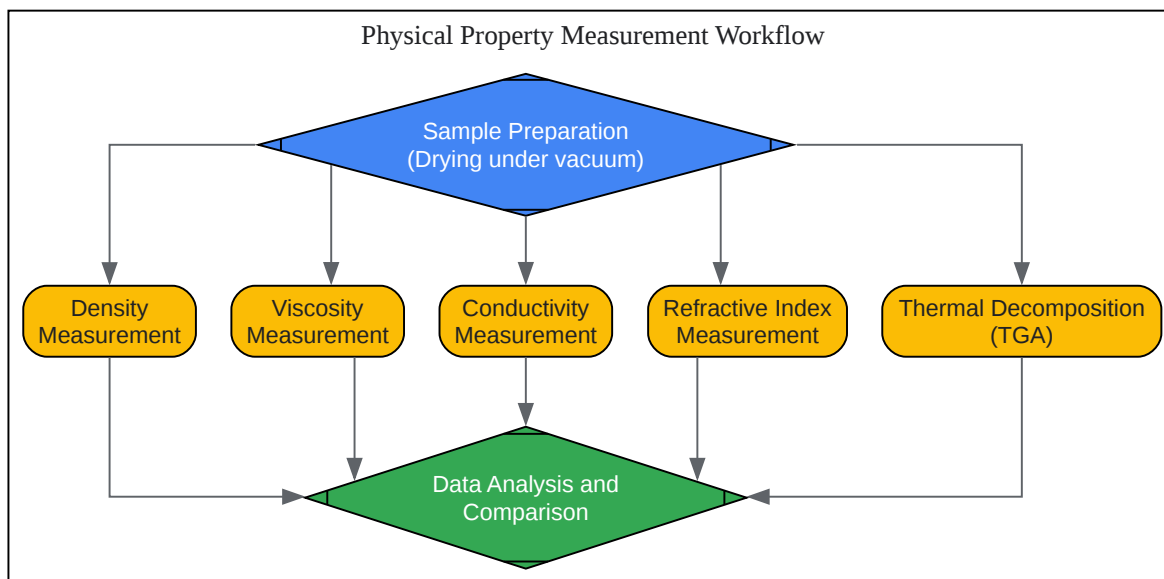 Physical Property Measurement Workflow
Sample Preparation
(Drying under vacuum)
Density
Measurement
Viscosity
Measurement
Conductivity
Measurement
Refractive Index
Measurement
Thermal Decomposition
(TGA)
Data Analysis and
Comparison